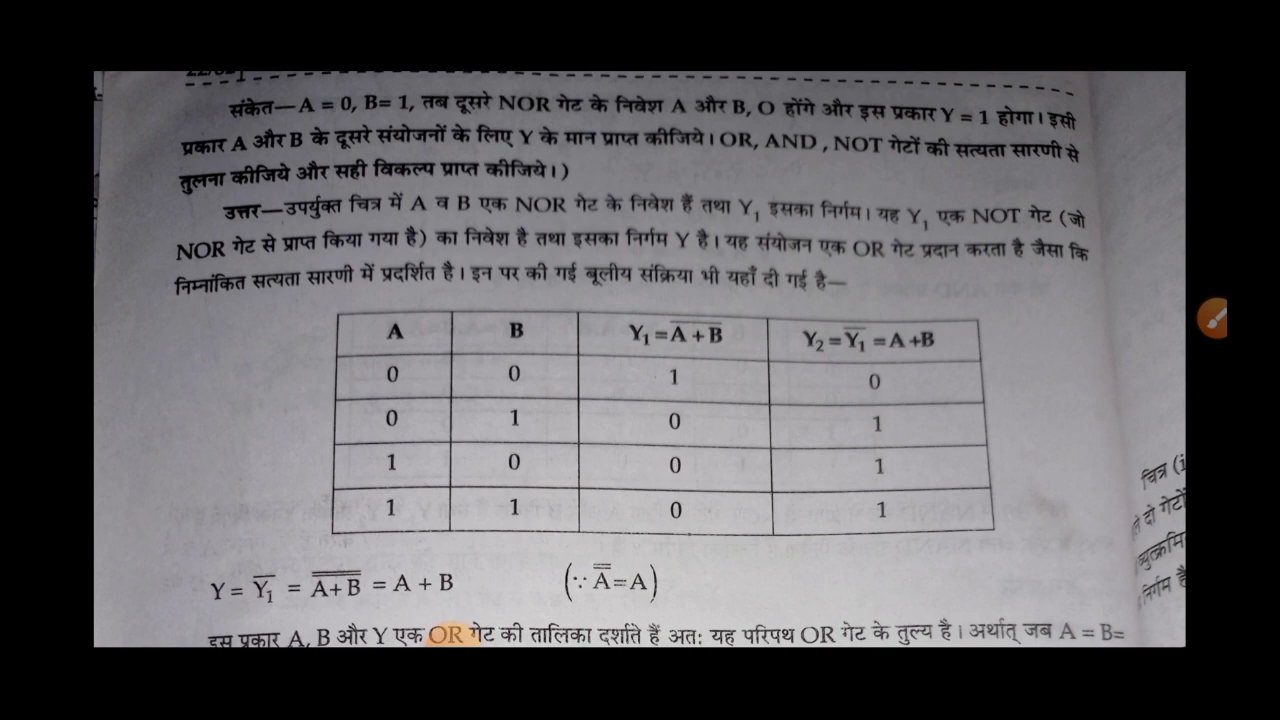 संकेत—A = 0, B= 1, तब दूसरे NOR गेट के निवेश A और B, O होंगे और इस प्रकार Y = 1 होगा। इसी
प्रकार A और B के दूसरे संयोजनों के लिए Y के मान प्राप्त कीजिये। OR, AND , NOT गेटों की सत्यता सारणी से
तुलना कीजिये और सही विकल्प प्राप्त कीजिये।)
उत्तर—उपर्युक्त चित्र में A व B एक NOR गेट के निवेश हैं तथा Y₁ इसका निर्गम। यह Y₁ एक NOT गेट (जो
NOR गेट से प्राप्त किया गया है) का निवेश है तथा इसका निर्गम Y है। यह संयोजन एक OR गेट प्रदान करता है जैसा कि
निम्नांकित सत्यता सारणी में प्रदर्शित है। इन पर की गई बूलीय संक्रिया भी यहाँ दी गई है—
A B Y₁ = A̅ ̅+̅ ̅B̅ Y₂ = Y̅₁ = A +B
0 0 1 0
0 1 0 1
1 0 0 1
1 1 0 1
Y = Y̅₁ = A̿+̿B̿ = A + B (∵ A̿ = A)
इस प्रकार A, B और Y एक OR गेट की तालिका दर्शाते हैं अतः यह परिपथ OR गेट के तुल्य है। अर्थात् जब A = B=
चित्र (i
दो गेटों
व्युत्क्रमि
निर्गम है